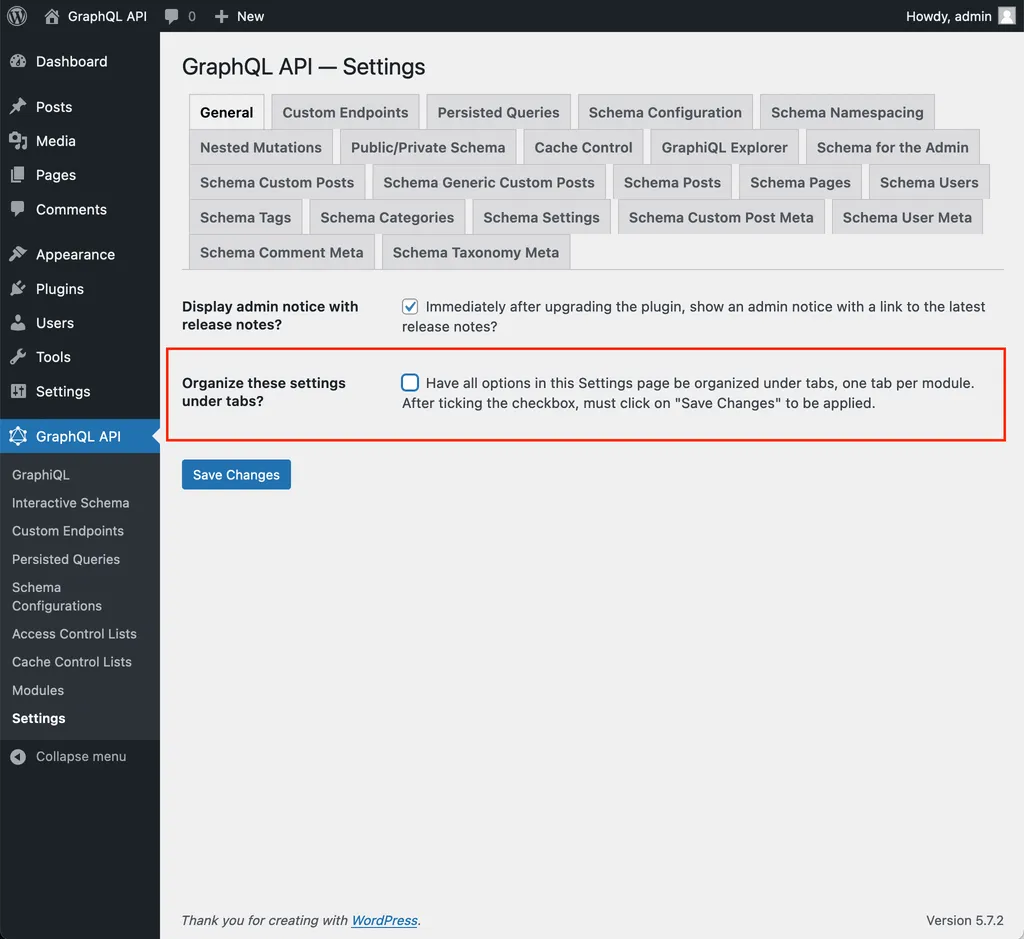 GraphQL API 0 New Howdy, admin
Dashboard
Posts
Media
Pages
Comments
Appearance
Plugins
Users
Tools
Settings
GraphQL API
GraphiQL
Interactive Schema
Custom Endpoints
Persisted Queries
Schema
Configurations
Access Control Lists
Cache Control Lists
Modules
Settings
Collapse menu
GraphQL API — Settings
General Custom Endpoints Persisted Queries Schema Configuration Schema Namespacing
Nested Mutations Public/Private Schema Cache Control GraphiQL Explorer Schema for the Admin
Schema Custom Posts Schema Generic Custom Posts Schema Posts Schema Pages Schema Users
Schema Tags Schema Categories Schema Settings Schema Custom Post Meta Schema User Meta
Schema Comment Meta Schema Taxonomy Meta
Display admin notice with
release notes?
Immediately after upgrading the plugin, show an admin notice with a link to the latest
release notes?
Organize these settings
under tabs?
Have all options in this Settings page be organized under tabs, one tab per module.
After ticking the checkbox, must click on "Save Changes" to be applied.
Save Changes
Thank you for creating with WordPress. Version 5.7.2